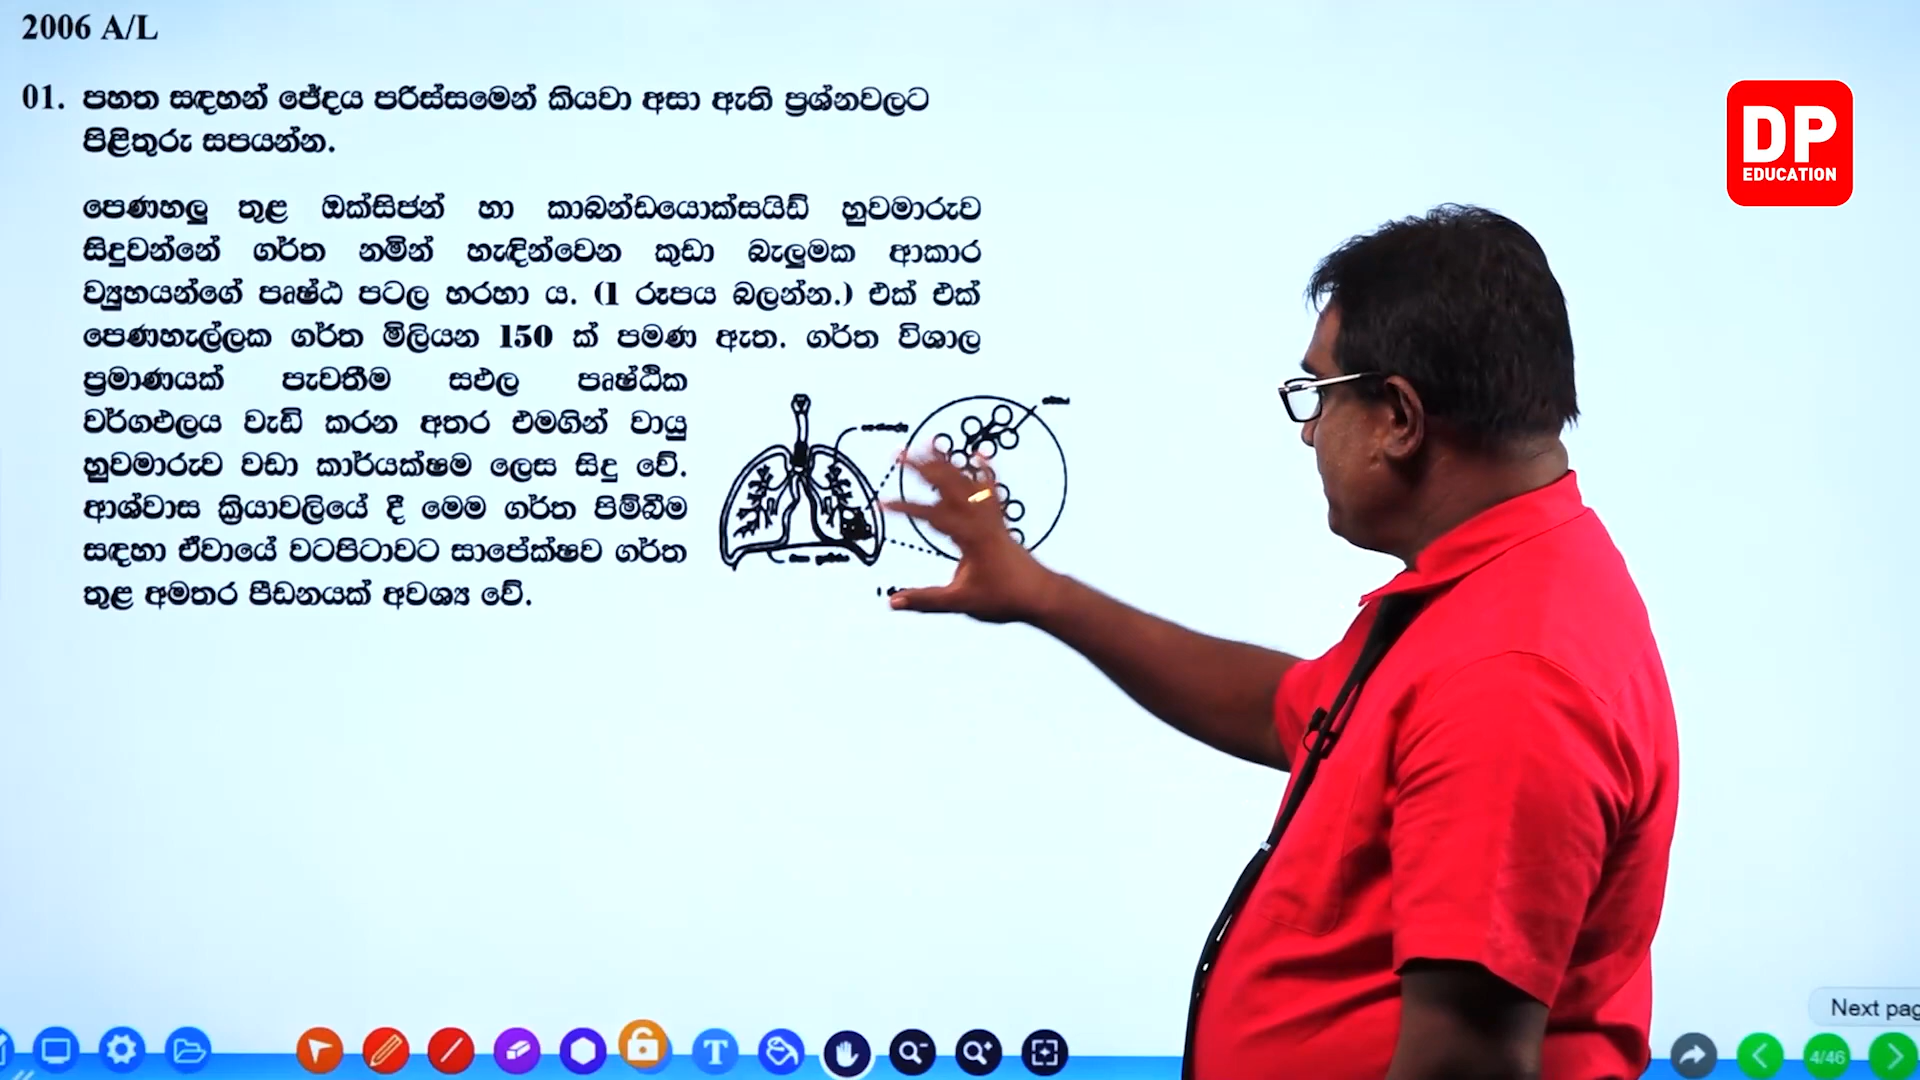 2006 A/L
01. පහත සඳහන් ඡේදය පරිස්සමෙන් කියවා අසා ඇති ප්‍රශ්නවලට
පිළිතුරු සපයන්න.
පෙණහලු තුළ ඔක්සිජන් හා කාබන්ඩයොක්සයිඩ් හුවමාරුව
සිදුවන්නේ ගර්ත නමින් හැඳින්වෙන කුඩා බැලුමක ආකාර
ව්‍යුහයන්ගේ පෘෂ්ඨ පටල හරහා ය. (1 රූපය බලන්න.) එක් එක්
පෙණහැල්ලක ගර්ත මිලියන 150 ක් පමණ ඇත. ගර්ත විශාල
ප්‍රමාණයක් පැවතීම සඵල පෘෂ්ඨික
වර්ගඵලය වැඩි කරන අතර එමගින් වායු
හුවමාරුව වඩා කාර්යක්ෂම ලෙස සිදු වේ.
ආශ්වාස ක්‍රියාවලියේ දී මෙම ගර්ත පිම්බීම
සඳහා ඒවායේ වටපිටාවට සාපේක්ෂව ගර්ත
තුළ අමතර පීඩනයක් අවශ්‍ය වේ.
DP
EDUCATION
Next pag
T
4/46